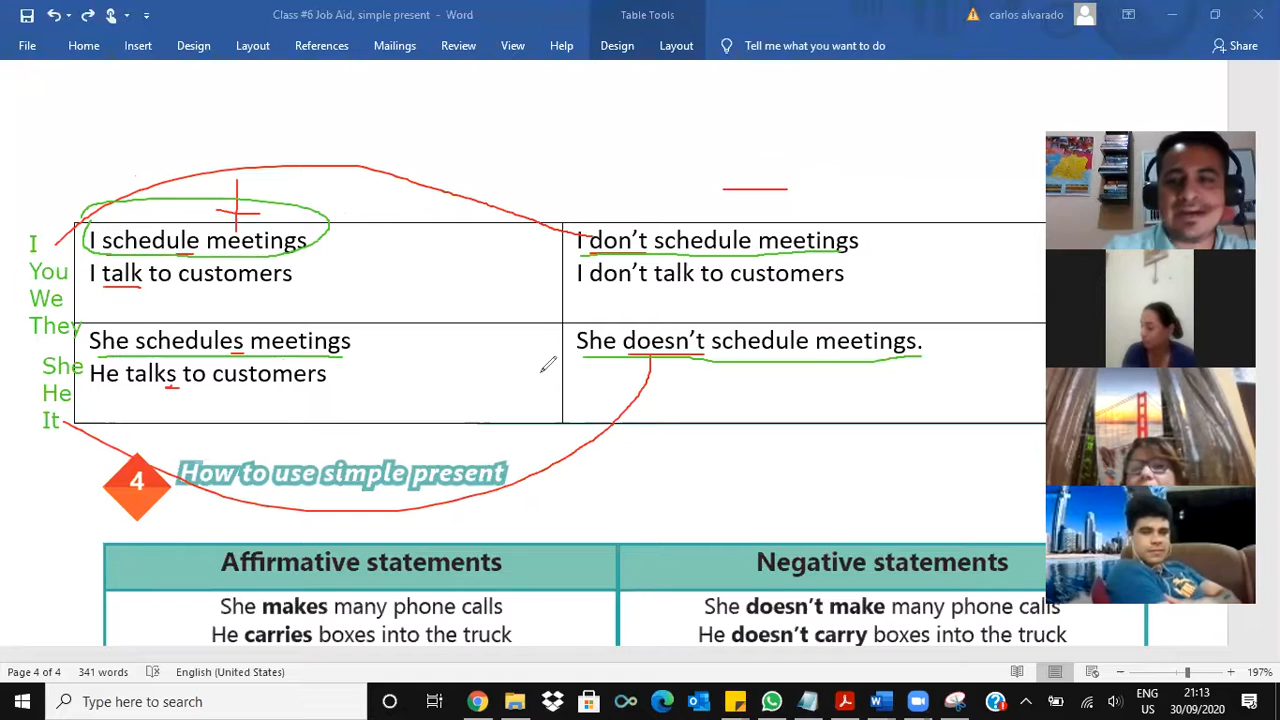 Class #6 Job Aid, simple present - Word
Table Tools
carlos alvarado
File Home Insert Design Layout References Mailings Review View Help Design Layout Tell me what you want to do Share
I
You
We
They
She
He
It
I schedule meetings
I talk to customers
I don't schedule meetings
I don't talk to customers
She schedules meetings
He talks to customers
She doesn't schedule meetings.
4 How to use simple present
Affirmative statements
She makes many phone calls
He carries boxes into the truck
Negative statements
She doesn't make many phone calls
He doesn't carry boxes into the truck
Page 4 of 4 341 words English (United States) 197%
Type here to search
ENG
US
21:13
30/09/2020